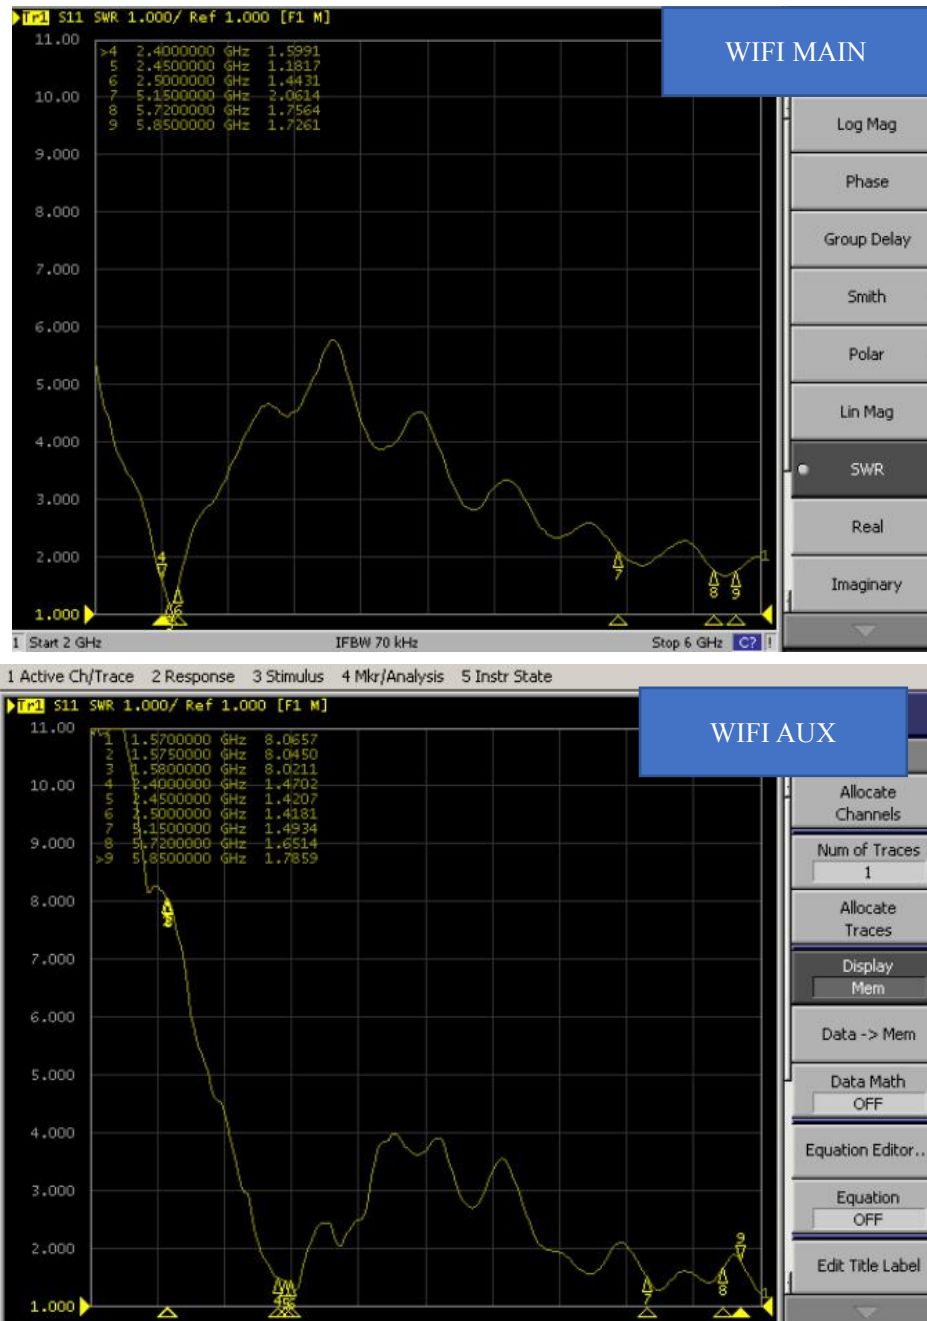 Tr1 S11 SWR 1.000/ Ref 1.000 [F1 M]
WIFI MAIN
11.00
10.00
9.000
8.000
7.000
6.000
5.000
4.000
3.000
2.000
1.000
>4 2.4000000 GHz 1.5991
5 2.4500000 GHz 1.1817
6 2.5000000 GHz 1.4431
7 5.1500000 GHz 2.0614
8 5.7200000 GHz 1.7564
9 5.8500000 GHz 1.7261
4
6
7
8
9
1
Log Mag
Phase
Group Delay
Smith
Polar
Lin Mag
SWR
Real
Imaginary
1 Start 2 GHz IFBW 70 kHz Stop 6 GHz C? !
1 Active Ch/Trace 2 Response 3 Stimulus 4 Mkr/Analysis 5 Instr State
Tr1 S11 SWR 1.000/ Ref 1.000 [F1 M]
WIFI AUX
11.00
10.00
9.000
8.000
7.000
6.000
5.000
4.000
3.000
2.000
1.000
1 1.5700000 GHz 8.0657
2 1.5750000 GHz 8.0450
3 1.5800000 GHz 8.0211
4 2.4000000 GHz 1.4702
5 2.4500000 GHz 1.4207
6 2.5000000 GHz 1.4181
7 5.1500000 GHz 1.4934
8 5.7200000 GHz 1.6514
>9 5.8500000 GHz 1.7859
7
8
9
1
Allocate
Channels
Num of Traces
1
Allocate
Traces
Display
Mem
Data -> Mem
Data Math
OFF
Equation Editor..
Equation
OFF
Edit Title Label